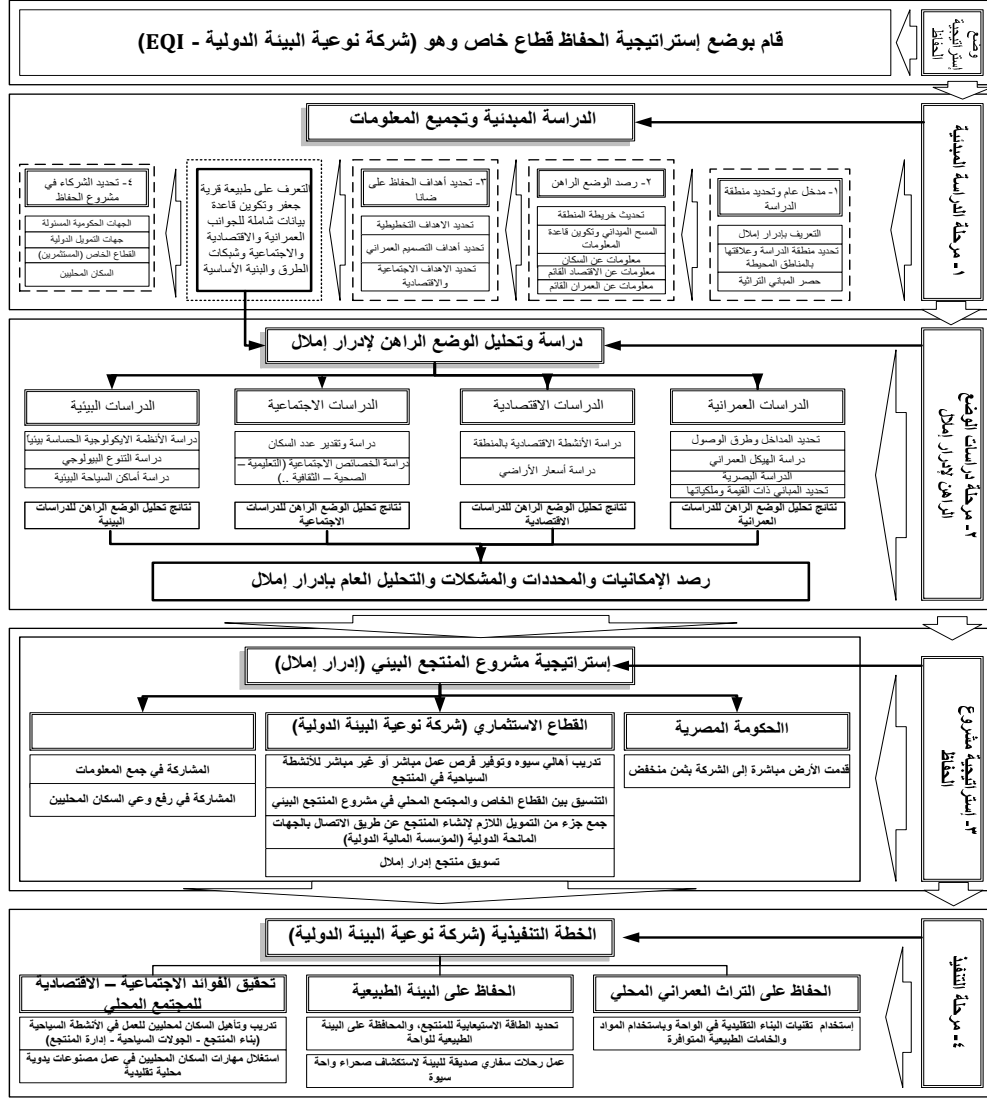 وضع
إستراتيجية
الحفاظ
قام بوضع إستراتيجية الحفاظ قطاع خاص وهو (شركة نوعية البيئة الدولية - EQI)
١- مرحلة الدراسة المبدئية
الدراسة المبدئية وتجميع المعلومات
١- مدخل عام وتحديد منطقة
الدراسة
التعريف بإدرار إملال
تحديد منطقة الدراسة وعلاقتها
بالمناطق المحيطة
حصر المباني التراثية
٢- رصد الوضع الراهن
تحديث خريطة المنطقة
المسح الميداني وتكوين قاعدة
المعلومات
معلومات عن السكان
معلومات عن الاقتصاد القائم
معلومات عن العمران القائم
٣- تحديد أهداف الحفاظ على
ضانا
تحديد الاهداف التخطيطية
تحديد أهداف التصميم العمراني
تحديد الاهداف الاجتماعية
والاقتصادية
التعرف على طبيعة قرية
جعفر وتكوين قاعدة
بيانات شاملة للجوانب
العمرانية والاقتصادية
والاجتماعية وشبكات
الطرق والبنية الأساسية
٤- تحديد الشركاء في
مشروع الحفاظ
الجهات الحكومية المسئولة
جهات التمويل الدولية
القطاع الخاص (المستثمرين)
السكان المحليين
٢- مرحلة دراسات الوضع
الراهن لإدرار إملال
دراسة وتحليل الوضع الراهن لإدرار إملال
الدراسات العمرانية
تحديد المداخل وطرق الوصول
دراسة الهيكل العمراني
الدراسة البصرية
تحديد المباني ذات القيمة وملكياتها
نتائج تحليل الوضع الراهن للدراسات
العمرانية
الدراسات الاقتصادية
دراسة الأنشطة الاقتصادية بالمنطقة
دراسة أسعار الأراضي
نتائج تحليل الوضع الراهن للدراسات
الاقتصادية
الدراسات الاجتماعية
دراسة وتقدير عدد السكان
دراسة الخصائص الاجتماعية (التعليمية –
الصحية – الثقافية ..)
نتائج تحليل الوضع الراهن للدراسات
الاجتماعية
الدراسات البيئية
دراسة الأنظمة الايكولوجية الحساسة بيئياً
دراسة التنوع البيولوجي
دراسة أماكن السياحة البيئية
نتائج تحليل الوضع الراهن للدراسات
البيئية
رصد الإمكانيات والمحددات والمشكلات والتحليل العام بإدرار إملال
٣- إستراتيجية مشروع
الحفاظ
إستراتيجية مشروع المنتجع البيئي (إدرار إملال)
االحكومة المصرية
قدمت الأرض مباشرة إلى الشركة بثمن منخفض
القطاع الاستثماري (شركة نوعية البيئة الدولية)
تدريب أهالي سيوه وتوفير فرص عمل مباشر أو غير مباشر للأنشطة
السياحية في المنتجع
التنسيق بين القطاع الخاص والمجتمع المحلي في مشروع المنتجع البيئي
جمع جزء من التمويل اللازم لإنشاء المنتجع عن طريق الاتصال بالجهات
المانحة الدولية (المؤسسة المالية الدولية)
تسويق منتجع إدرار إملال
المشاركة في جمع المعلومات
المشاركة في رفع وعي السكان المحليين
٤- مرحلة التنفيذ
الخطة التنفيذية (شركة نوعية البيئة الدولية)
الحفاظ على التراث العمراني المحلي
إستخدام تقنيات البناء التقليدية في الواحة وباستخدام المواد
والخامات الطبيعية المتوافرة
الحفاظ على البيئة الطبيعية
تحديد الطاقة الاستيعابية للمنتجع، والمحافظة على البيئة
الطبيعية للواحة
عمل رحلات سفاري صديقة للبيئة لاستكشاف صحراء واحة
سيوة
تحقيق الفوائد الاجتماعية – الاقتصادية
للمجتمع المحلي
تدريب وتأهيل السكان لمحليين للعمل في الأنشطة السياحية
(بناء المنتجع - الجولات السياحية - إدارة المنتجع)
استغلال مهارات السكان المحليين في عمل مصنوعات يدوية
محلية تقليدية